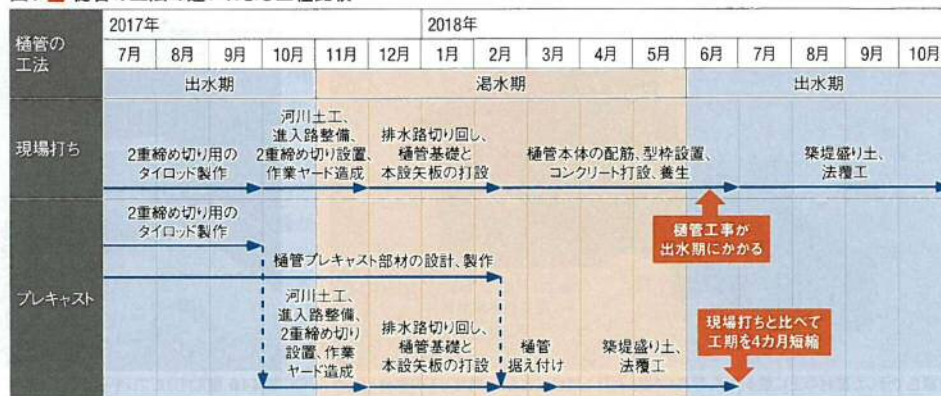 樋管の
工法
2017年
2018年
7月 8月 9月 10月 11月 12月 1月 2月 3月 4月 5月 6月 7月 8月 9月 10月
出水期
渇水期
出水期
現場打ち
2重締め切り用の
タイロッド製作
河川土工、
進入路整備、
2重締め切り設置、
作業ヤード造成
排水路切り回し、
樋管基礎と
本設矢板の打設
樋管本体の配筋、型枠設置、
コンクリート打設、養生
築堤盛り土、
法覆工
樋管工事が
出水期にかかる
プレキャスト
2重締め切り用の
タイロッド製作
樋管プレキャスト部材の設計、製作
河川土工、
進入路整備、
2重締め切り
設置、作業
ヤード造成
排水路切り回し、
樋管基礎と
本設矢板の打設
樋管
据え付け
築堤盛り土、
法覆工
現場打ちと比べて
工期を4カ月短縮